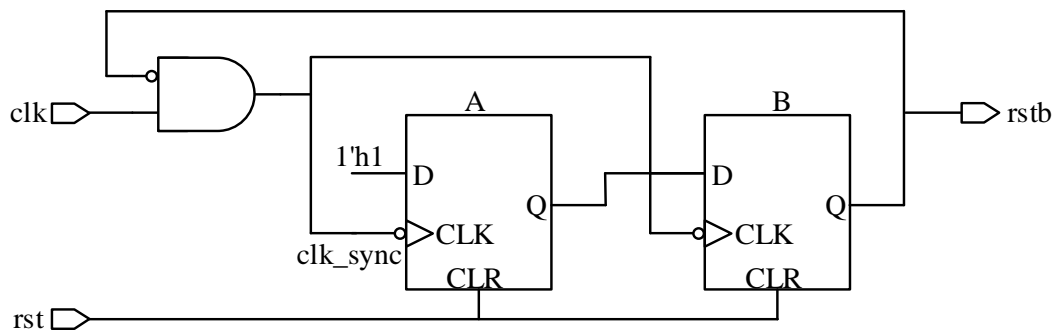 A
B
clk
rstb
1'h1
D
Q
CLK
clk_sync
CLR
D
Q
CLK
CLR
rst